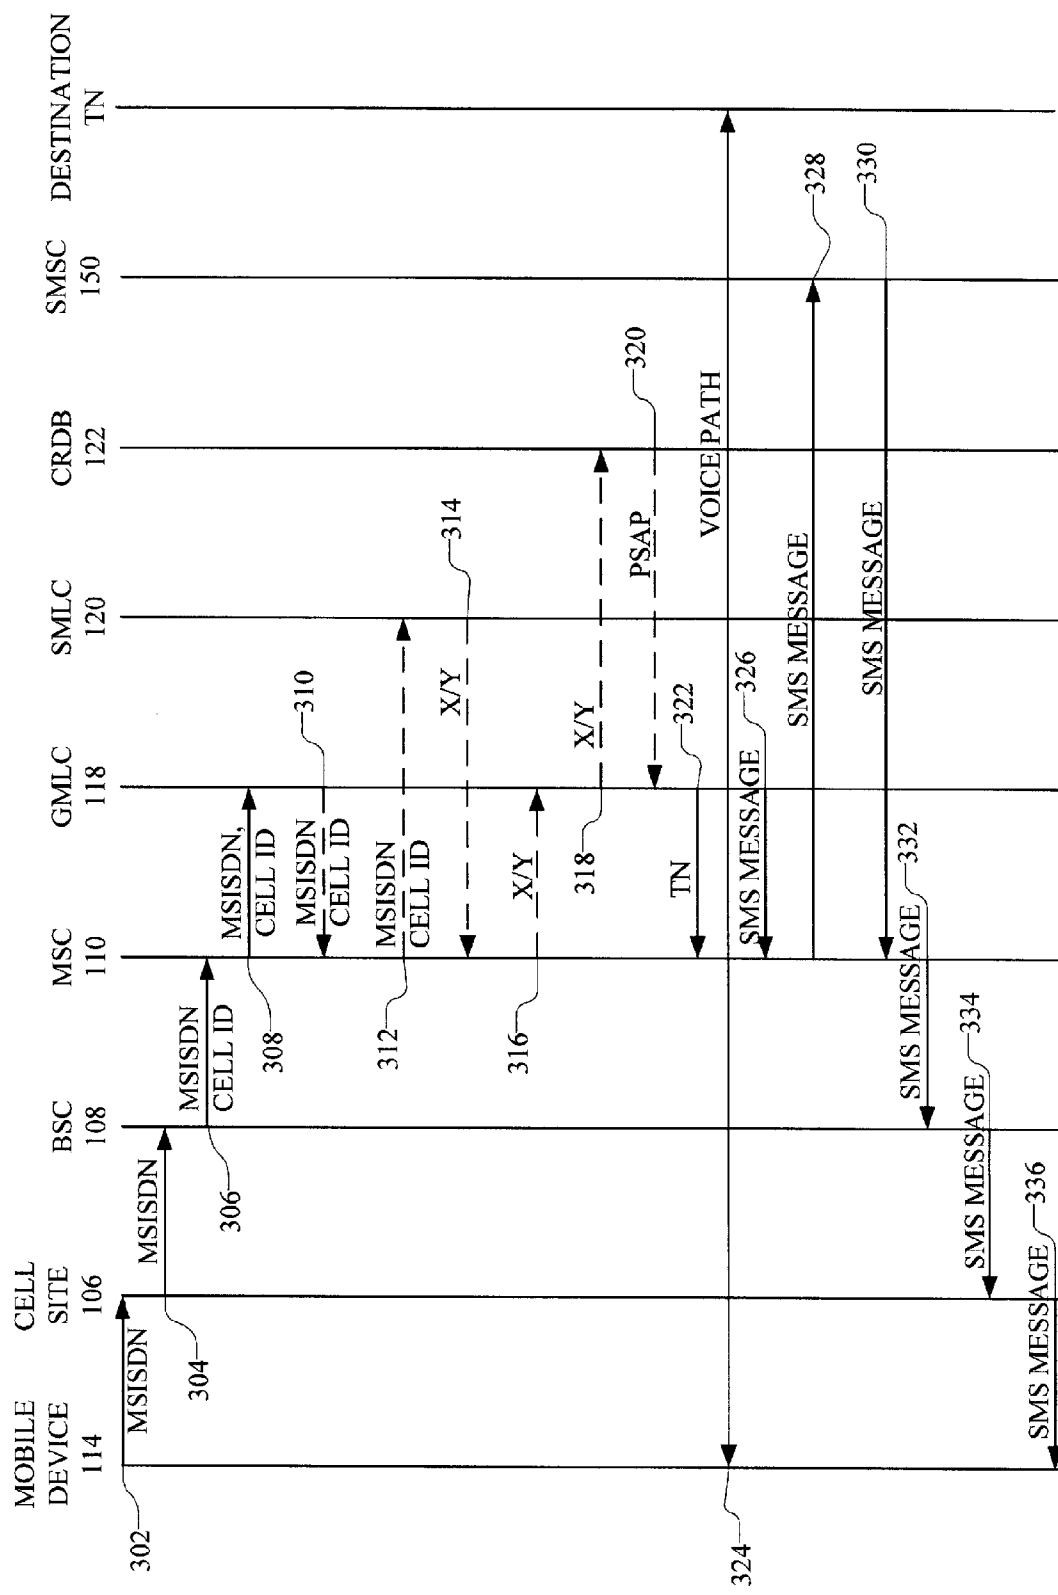 MOBILE
DEVICE
114
CELL
SITE
106
BSC
108
MSC
110
GMLC
118
SMLC
120
CRDB
122
SMSC
150
DESTINATION
TN
302
MSISDN
304
MSISDN
306
MSISDN
CELL ID
308
MSISDN,
CELL ID
310
MSISDN
CELL ID
312
MSISDN
CELL ID
314
X/Y
316
X/Y
318
X/Y
320
PSAP
322
TN
324
VOICE PATH
326
SMS MESSAGE
328
SMS MESSAGE
330
SMS MESSAGE
332
SMS MESSAGE
334
SMS MESSAGE
336
SMS MESSAGE